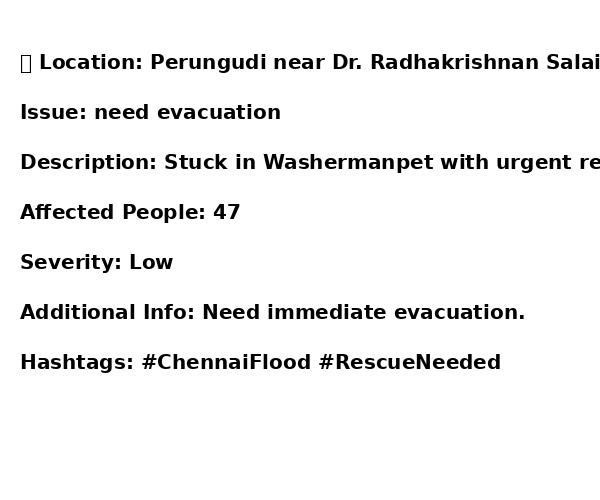 Location: Perungudi near Dr. Radhakrishnan Salai
Issue: need evacuation
Description: Stuck in Washermanpet with urgent re
Affected People: 47
Severity: Low
Additional Info: Need immediate evacuation.
Hashtags: #ChennaiFlood #RescueNeeded